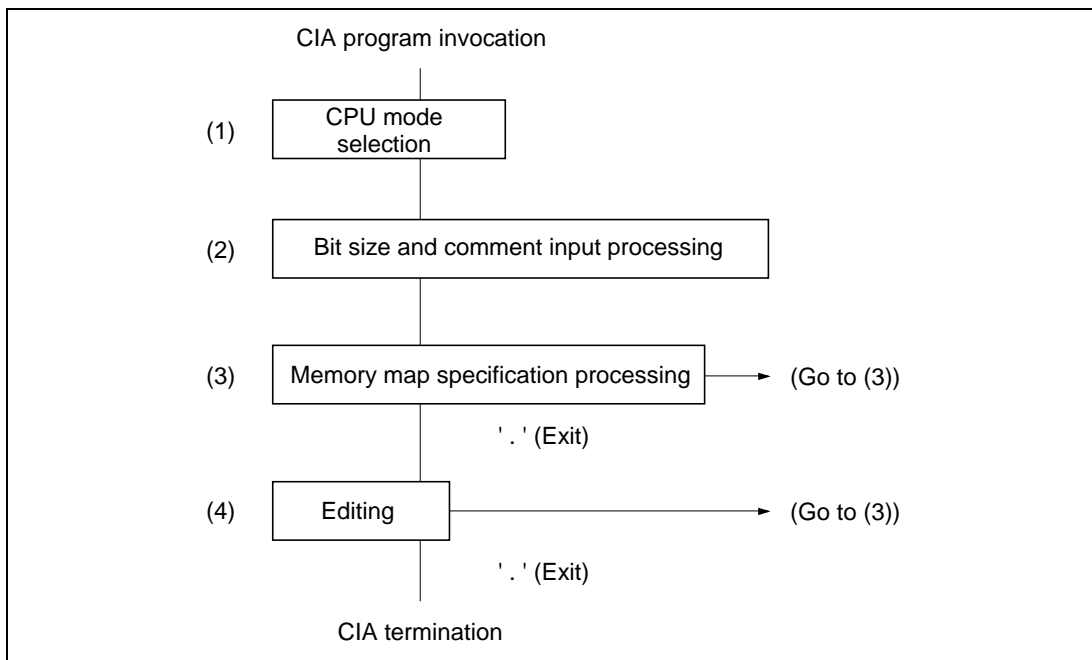 CIA program invocation
(1)
CPU mode
selection
(2)
Bit size and comment input processing
(3)
Memory map specification processing
(Go to (3))
' . ' (Exit)
(4)
Editing
(Go to (3))
' . ' (Exit)
CIA termination